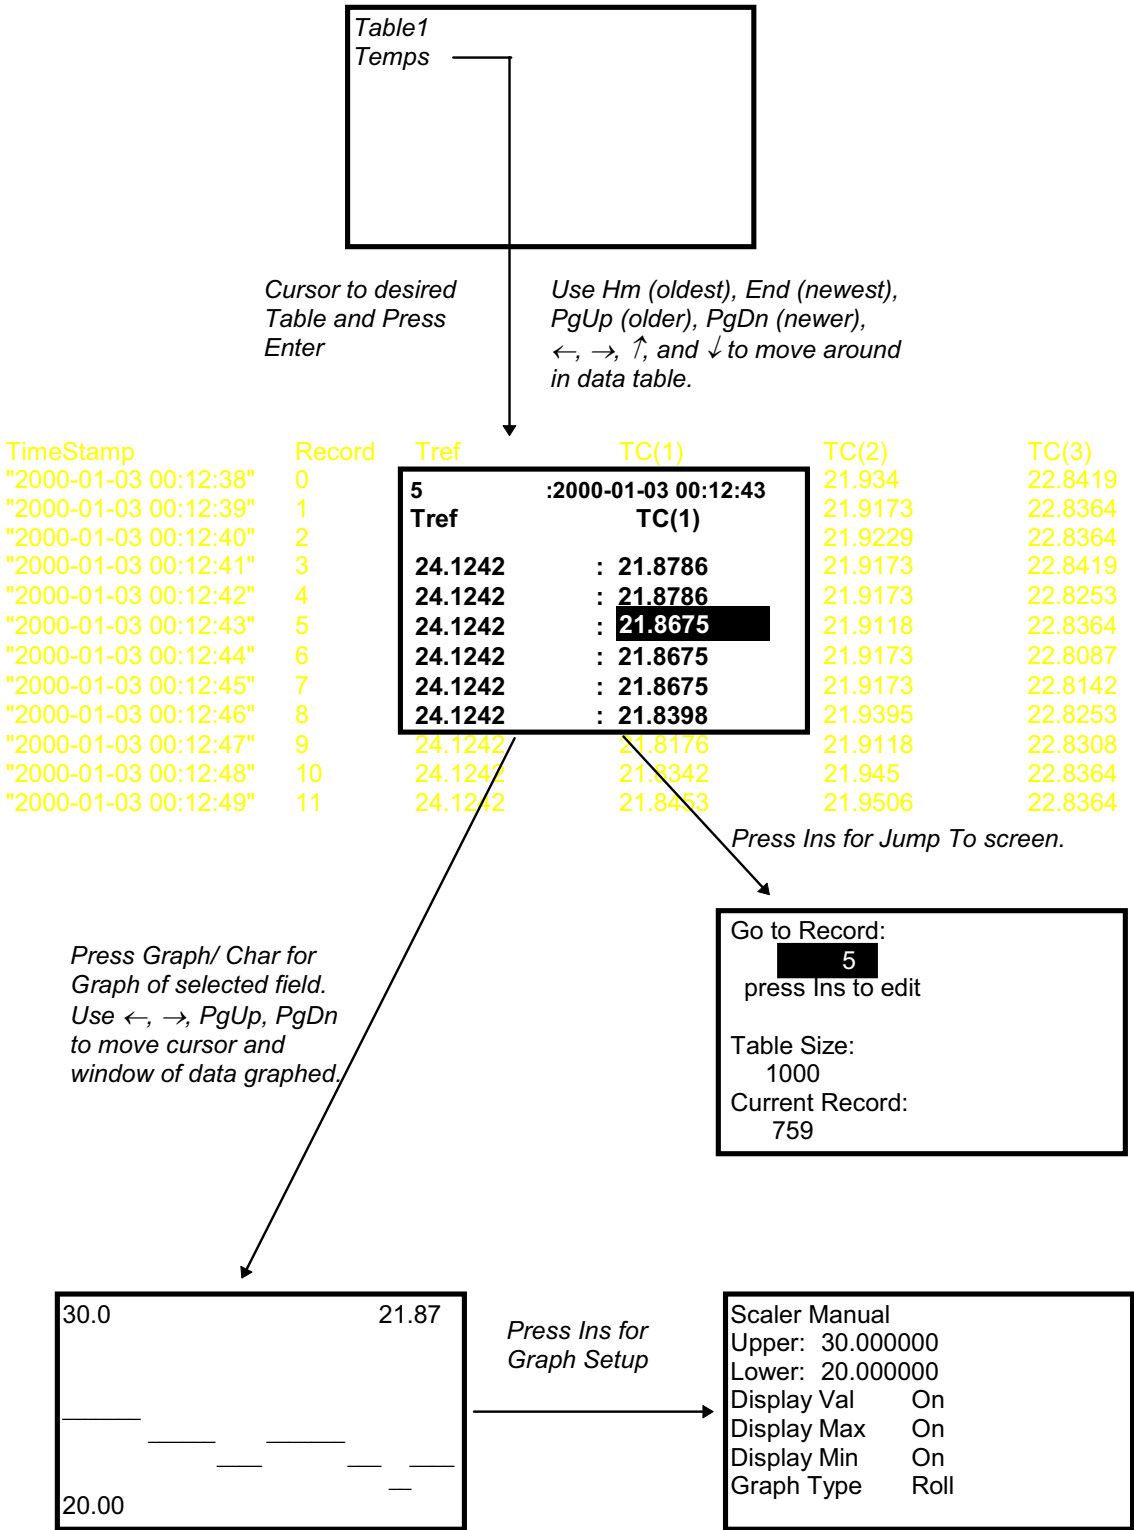 Table1
Temps
Cursor to desired
Table and Press
Enter
Use Hm (oldest), End (newest),
PgUp (older), PgDn (newer),
←, →, ↑, and ↓ to move around
in data table.
TimeStamp Record Tref TC(1) TC(2) TC(3)
"2000-01-03 00:12:38" 0 21.934 22.8419
5 :2000-01-03 00:12:43
"2000-01-03 00:12:39" 1 21.9173 22.8364
Tref TC(1)
"2000-01-03 00:12:40" 2 21.9229 22.8364
"2000-01-03 00:12:41" 3 24.1242 : 21.8786 21.9173 22.8419
"2000-01-03 00:12:42" 4 24.1242 : 21.8786 21.9173 22.8253
"2000-01-03 00:12:43" 5 24.1242 : 21.8675 21.9118 22.8364
"2000-01-03 00:12:44" 6 24.1242 : 21.8675 21.9173 22.8087
"2000-01-03 00:12:45" 7 24.1242 : 21.8675 21.9173 22.8142
"2000-01-03 00:12:46" 8 24.1242 : 21.8398 21.9395 22.8253
"2000-01-03 00:12:47" 9 24.1242 21.8176 21.9118 22.8308
"2000-01-03 00:12:48" 10 24.1242 21.8342 21.945 22.8364
"2000-01-03 00:12:49" 11 24.1242 21.8453 21.9506 22.8364
Press Ins for Jump To screen.
Go to Record:
5
press Ins to edit
Table Size:
1000
Current Record:
759
Press Graph/ Char for
Graph of selected field.
Use ←, →, PgUp, PgDn
to move cursor and
window of data graphed.
30.0 21.87
20.00
Press Ins for
Graph Setup
Scaler Manual
Upper: 30.000000
Lower: 20.000000
Display Val On
Display Max On
Display Min On
Graph Type Roll